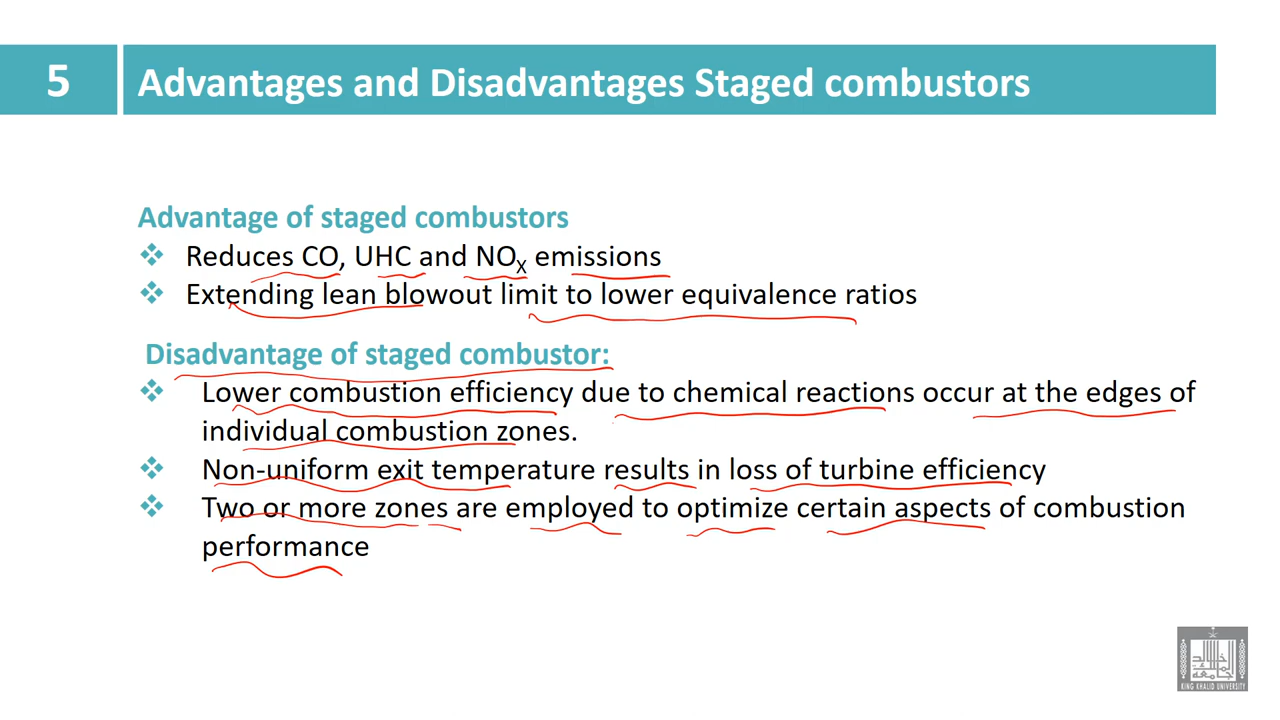 5
Advantages and Disadvantages Staged combustors
Advantage of staged combustors
❖ Reduces CO, UHC and NOX emissions
❖ Extending lean blowout limit to lower equivalence ratios
Disadvantage of staged combustor:
❖ Lower combustion efficiency due to chemical reactions occur at the edges of
individual combustion zones.
❖ Non-uniform exit temperature results in loss of turbine efficiency
❖ Two or more zones are employed to optimize certain aspects of combustion
performance
KING KHALID UNIVERSITY